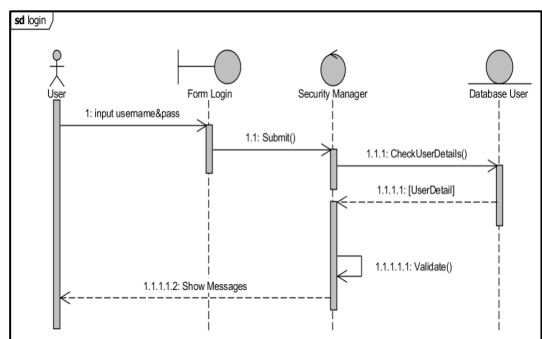 sd login
User
Form Login
Security Manager
Database User
1: input username&pass
1.1: Submit()
1.1.1: CheckUserDetails()
1.1.1.1: [UserDetail]
1.1.1.1.1: Validate()
1.1.1.1.2: Show Messages